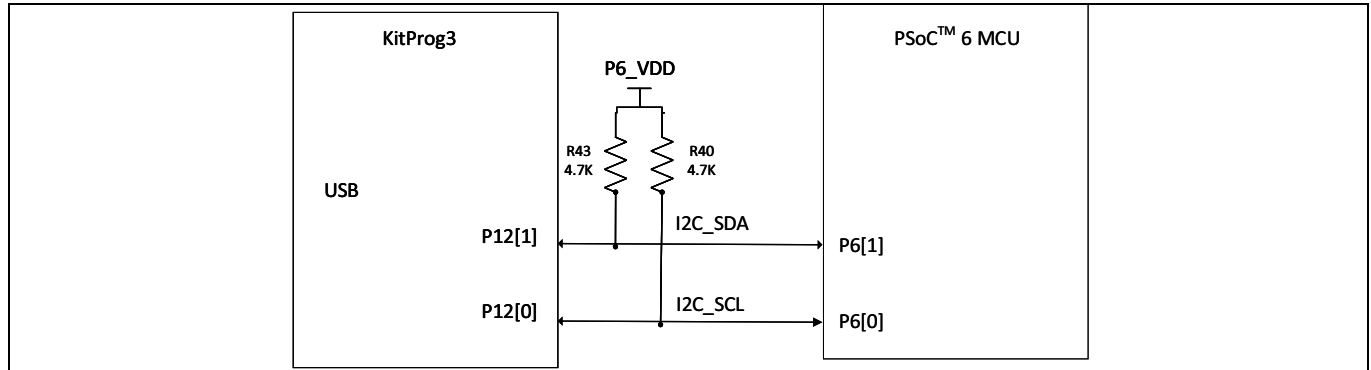 KitProg3
PSoC™ 6 MCU
P6_VDD
R43
4.7K
R40
4.7K
USB
I2C_SDA
P12[1]
P6[1]
I2C_SCL
P12[0]
P6[0]